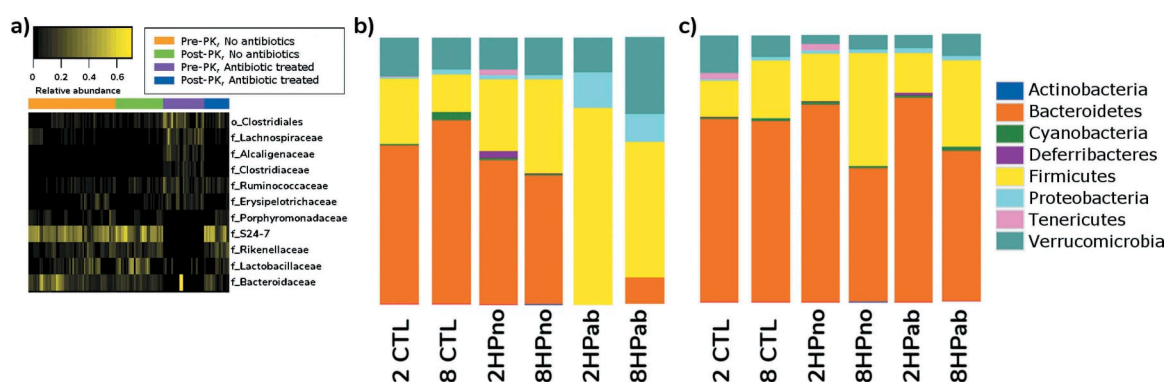 a)
0 0.2 0.4 0.6
Relative abundance
Pre-PK, No antibiotics
Post-PK, No antibiotics
Pre-PK, Antibiotic treated
Post-PK, Antibiotic treated
o_Clostridiales
f_Lachnospiraceae
f_Alcaligenaceae
f_Clostridiaceae
f_Ruminococcaceae
f_Erysipelotrichaceae
f_Porphyromonadaceae
f_S24-7
f_Rikenellaceae
f_Lactobacillaceae
f_Bacteroidaceae
b)
2 CTL
8 CTL
2HPno
8HPno
2HPab
8HPab
c)
2 CTL
8 CTL
2HPno
8HPno
2HPab
8HPab
Actinobacteria
Bacteroidetes
Cyanobacteria
Deferribacteres
Firmicutes
Proteobacteria
Tenericutes
Verrucomicrobia